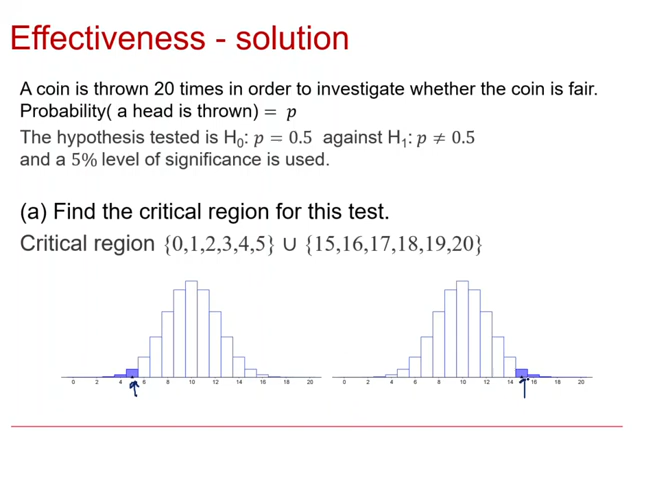 Effectiveness - solution
A coin is thrown 20 times in order to investigate whether the coin is fair.
Probability( a head is thrown) = p
The hypothesis tested is H₀: p = 0.5 against H₁: p ≠ 0.5
and a 5% level of significance is used.
(a) Find the critical region for this test.
Critical region {0,1,2,3,4,5} ∪ {15,16,17,18,19,20}
0 2 4 6 8 10 12 14 16 18 20
0 2 4 6 8 10 12 14 16 18 20